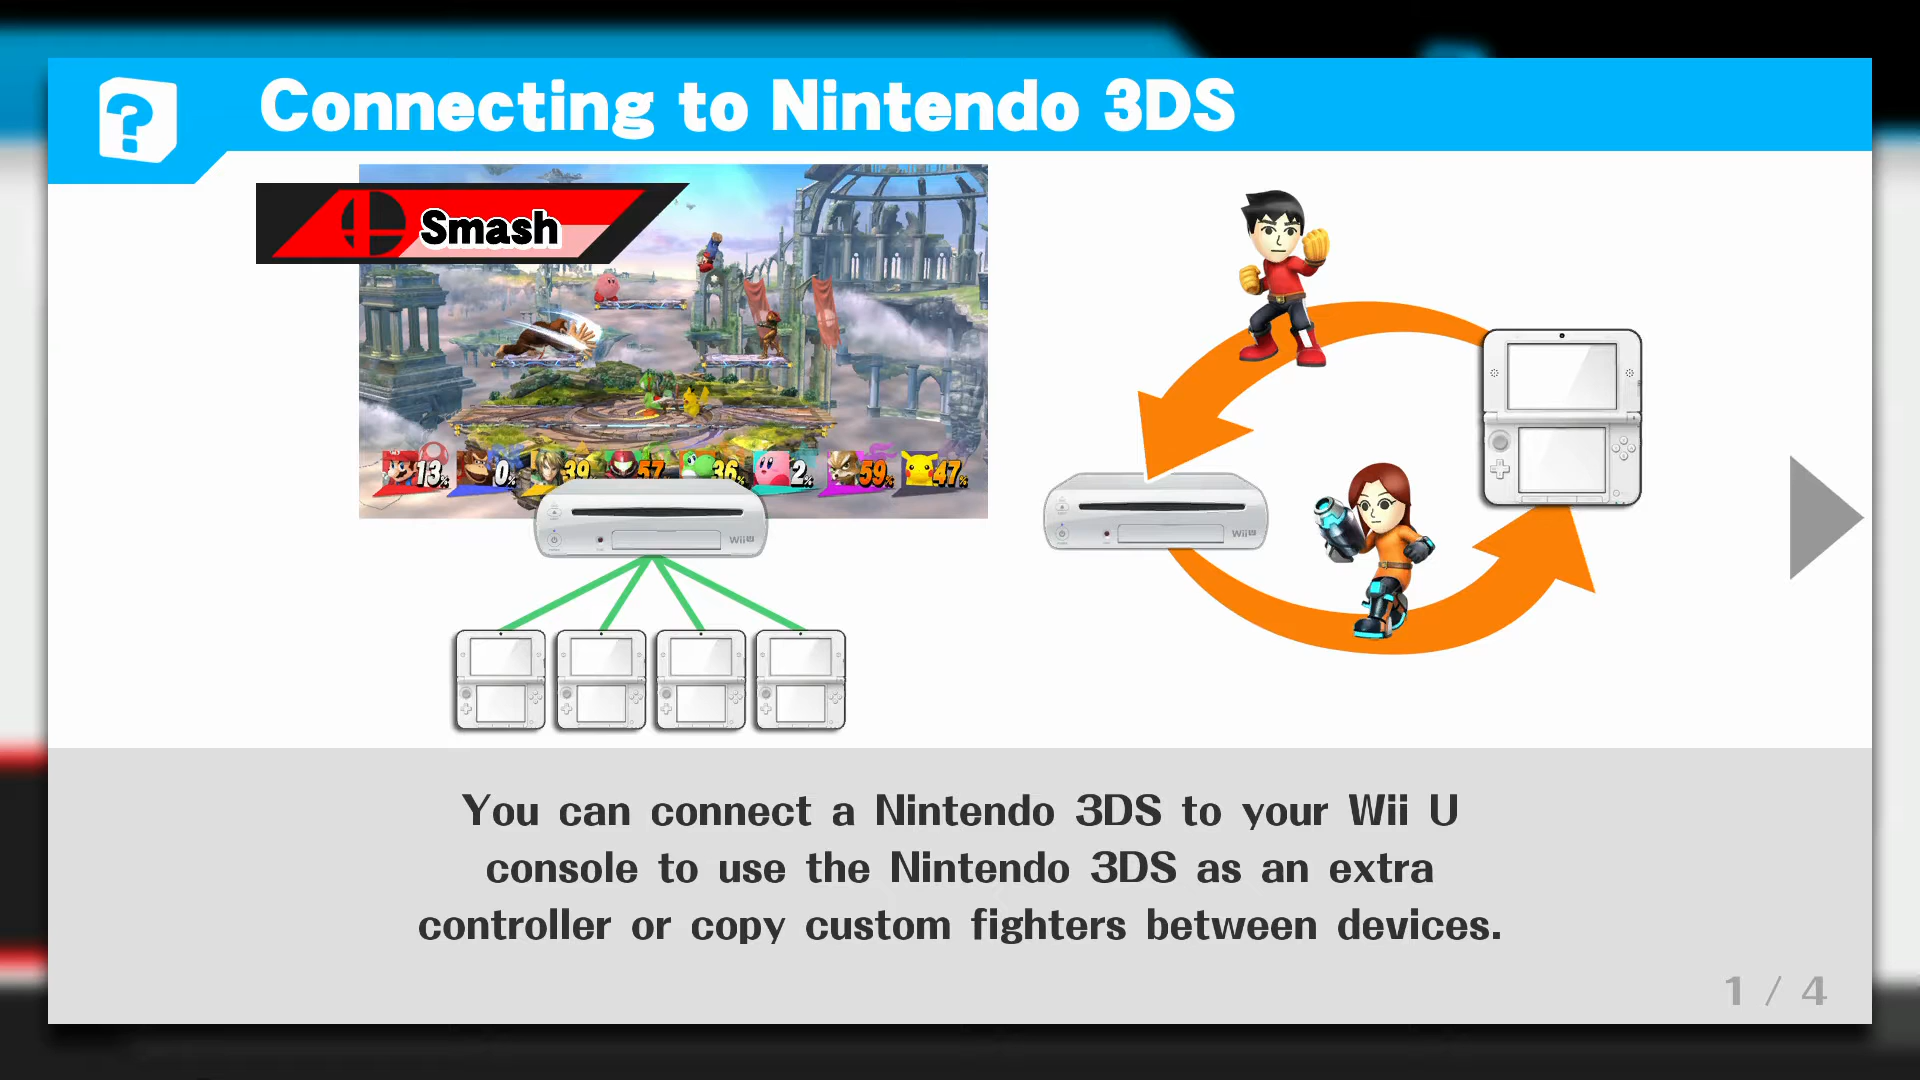 ?
Connecting to Nintendo 3DS
Smash
13% 0% 39 57 36 2% 59% 47%
Wii U
Wii U
You can connect a Nintendo 3DS to your Wii U
console to use the Nintendo 3DS as an extra
controller or copy custom fighters between devices.
1 / 4